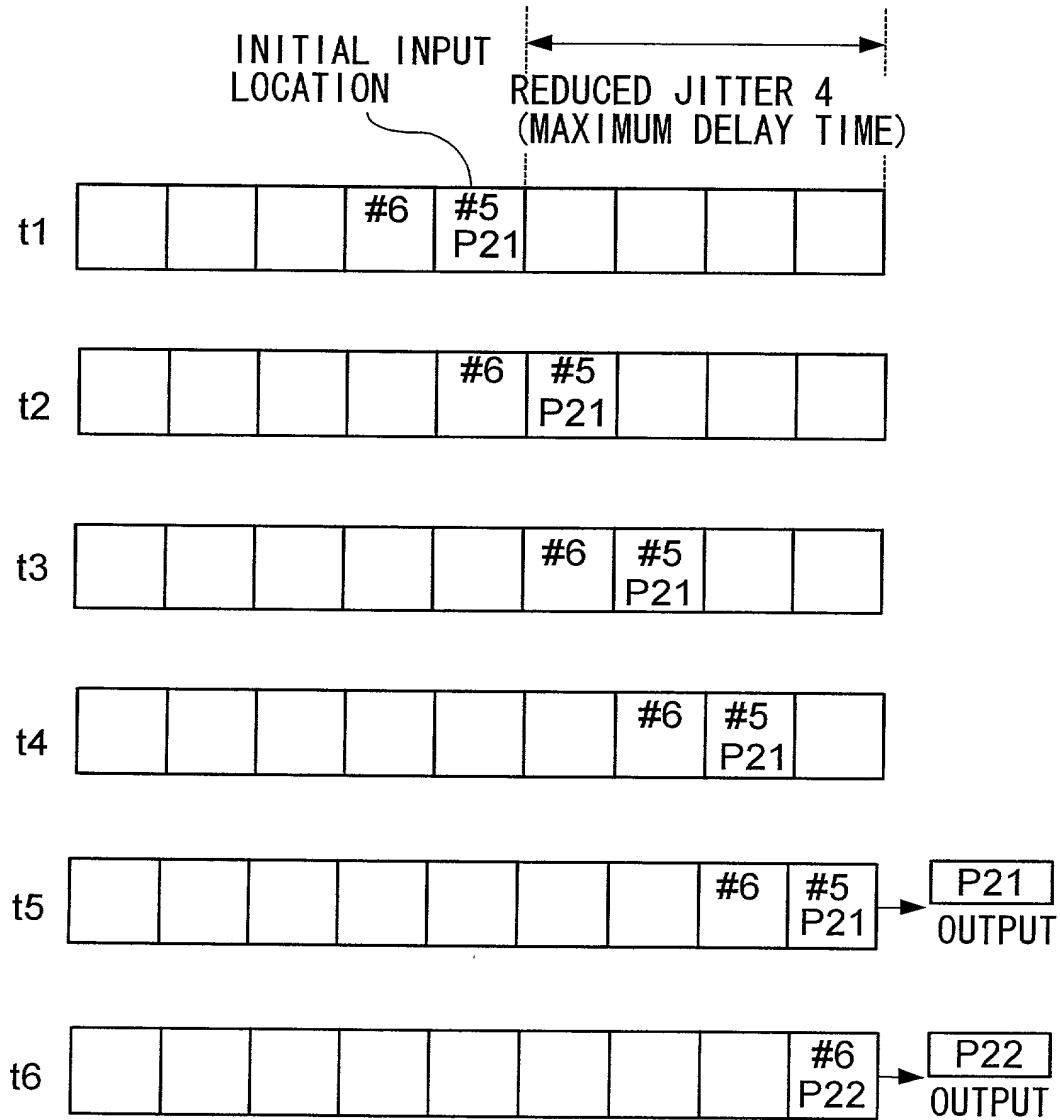 INITIAL INPUT
LOCATION
REDUCED JITTER 4
(MAXIMUM DELAY TIME)
t1
#6
#5
P21
t2
#6
#5
P21
t3
#6
#5
P21
t4
#6
#5
P21
t5
#6
#5
P21
P21
OUTPUT
t6
#6
P22
P22
OUTPUT